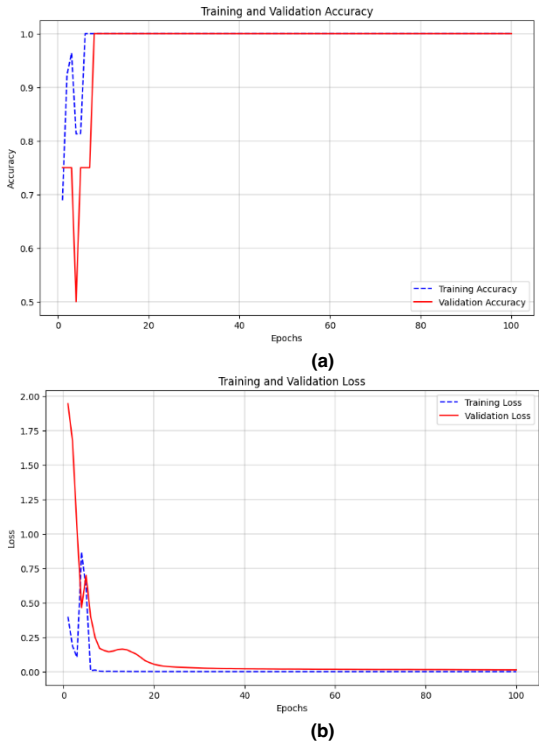 Training and Validation Accuracy
1.0
0.9
0.8
0.7
0.6
0.5
Accuracy
Training Accuracy
Validation Accuracy
0 20 40 60 80 100
Epochs
(a)
Training and Validation Loss
2.00
1.75
1.50
1.25
1.00
0.75
0.50
0.25
0.00
Loss
Training Loss
Validation Loss
0 20 40 60 80 100
Epochs
(b)